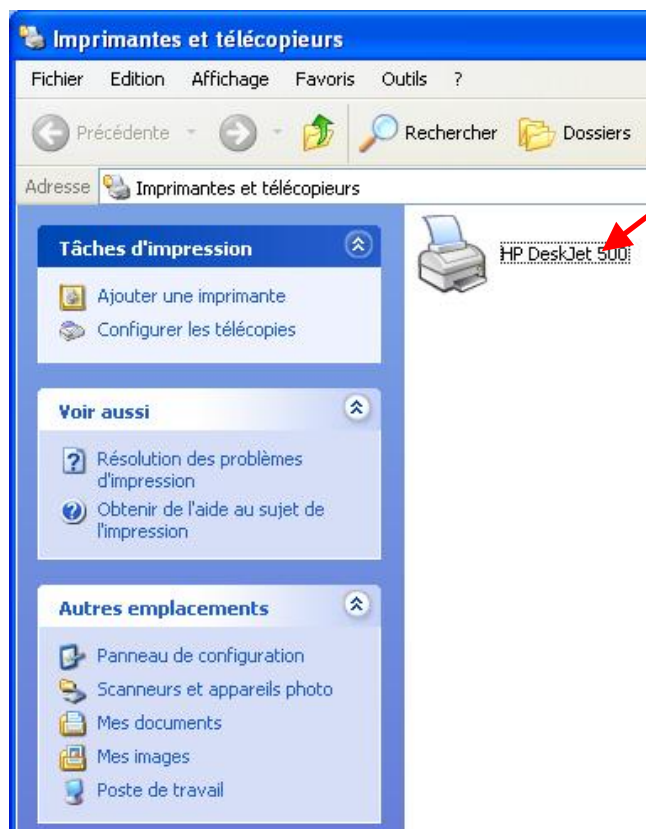 Imprimantes et télécopieurs
Fichier Edition Affichage Favoris Outils ?
Précédente Rechercher Dossiers
Adresse Imprimantes et télécopieurs
Tâches d'impression
Ajouter une imprimante
Configurer les télécopies
Voir aussi
Résolution des problèmes
d'impression
Obtenir de l'aide au sujet de
l'impression
Autres emplacements
Panneau de configuration
Scanneurs et appareils photo
Mes documents
Mes images
Poste de travail
HP DeskJet 500